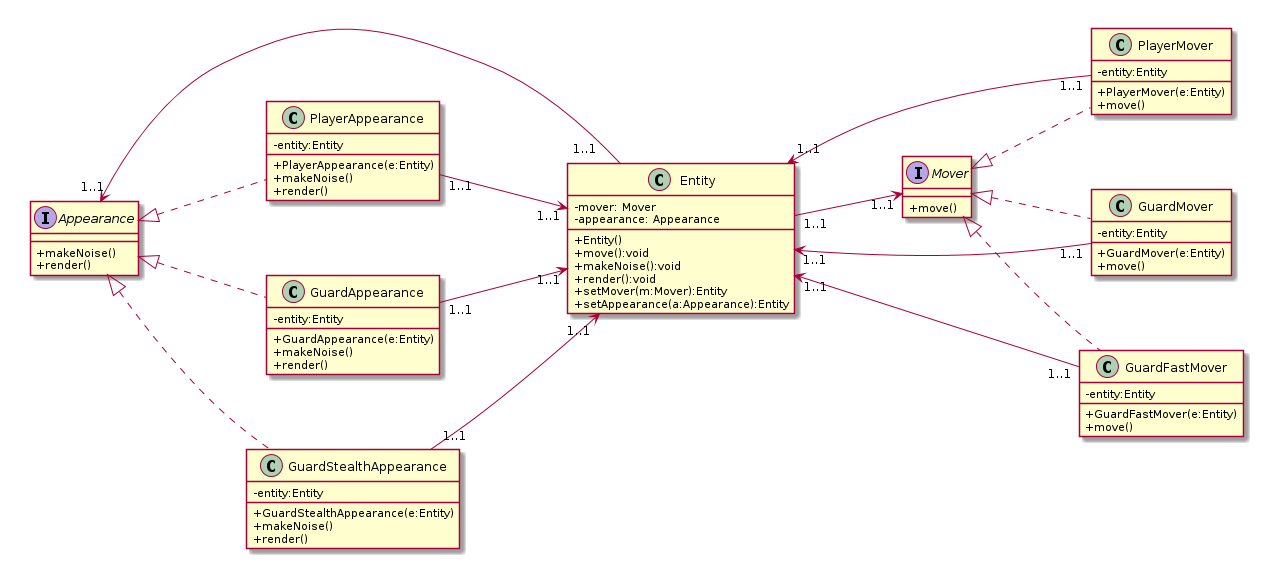 C PlayerMover
-entity:Entity
+PlayerMover(e:Entity)
+move()
1..1
1..1
C PlayerAppearance
-entity:Entity
+PlayerAppearance(e:Entity)
+makeNoise()
+render()
1..1
1..1
1..1
1..1
C Entity
-mover: Mover
-appearance: Appearance
+Entity()
+move():void
+makeNoise():void
+render():void
+setMover(m:Mover):Entity
+setAppearance(a:Appearance):Entity
1..1
1..1
I Mover
+move()
I Appearance
+makeNoise()
+render()
C GuardMover
-entity:Entity
+GuardMover(e:Entity)
+move()
1..1
1..1
C GuardAppearance
-entity:Entity
+GuardAppearance(e:Entity)
+makeNoise()
+render()
1..1
1..1
1..1
1..1
C GuardFastMover
-entity:Entity
+GuardFastMover(e:Entity)
+move()
1..1
1..1
C GuardStealthAppearance
-entity:Entity
+GuardStealthAppearance(e:Entity)
+makeNoise()
+render()